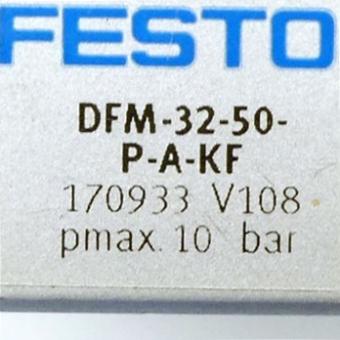 FESTO
DFM-32-50-
P-A-KF
170933 V108
pmax. 10 bar